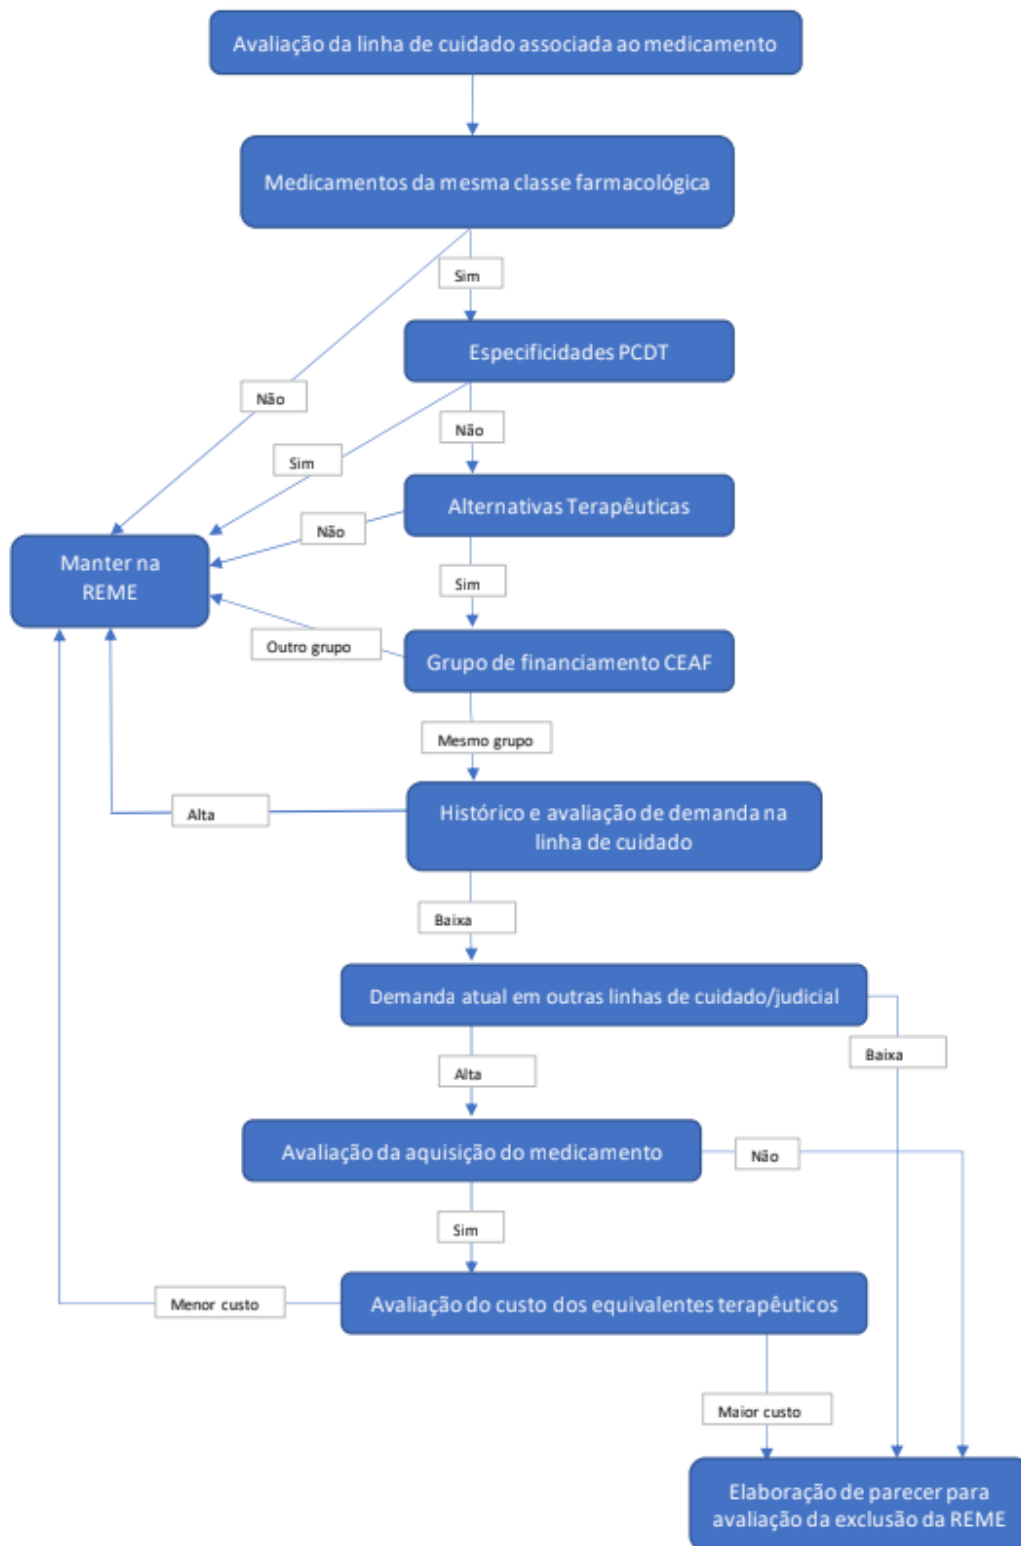 Avaliação da linha de cuidado associada ao medicamento
Medicamentos da mesma classe farmacológica
Sim
Especificidades PCDT
Não
Não
Sim
Alternativas Terapêuticas
Não
Manter na
REME
Sim
Outro grupo
Grupo de financiamento CEAF
Mesmo grupo
Histórico e avaliação de demanda na
linha de cuidado
Alta
Baixa
Demanda atual em outras linhas de cuidado/judicial
Baixa
Alta
Avaliação da aquisição do medicamento
Não
Sim
Menor custo
Avaliação do custo dos equivalentes terapêuticos
Maior custo
Elaboração de parecer para
avaliação da exclusão da REME